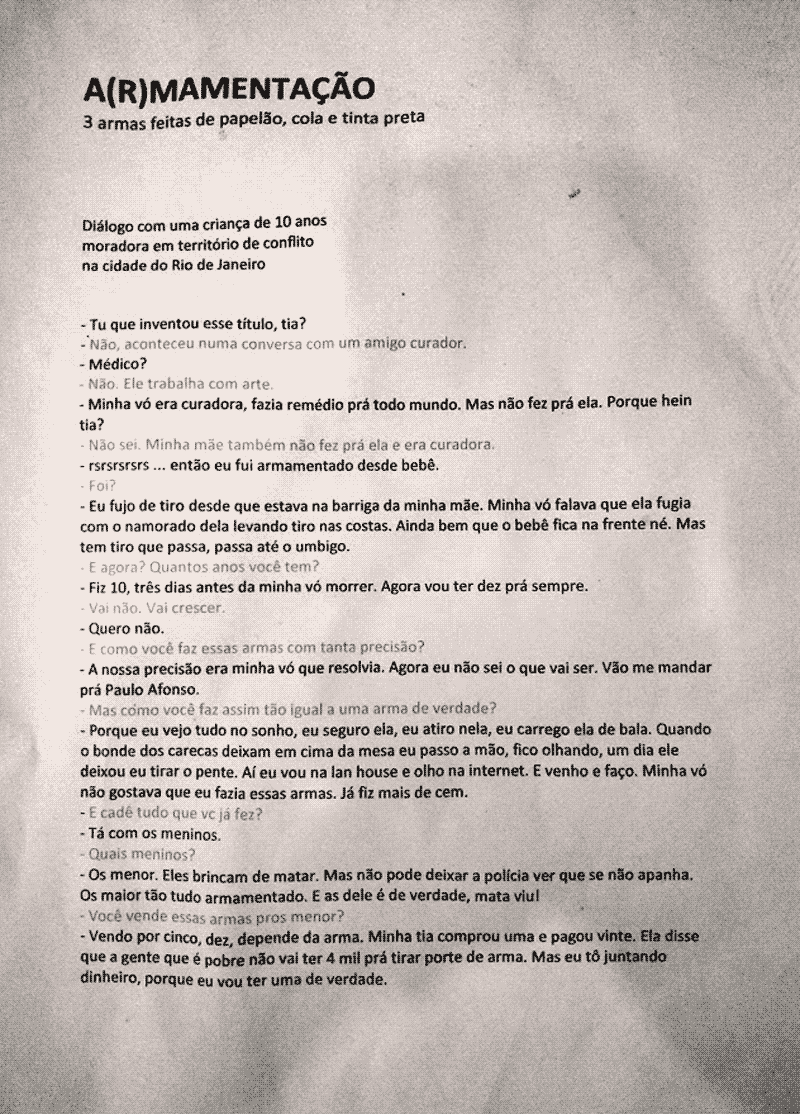 A(R)MAMENTAÇÃO
3 armas feitas de papelão, cola e tinta preta
Diálogo com uma criança de 10 anos
moradora em território de conflito
na cidade do Rio de Janeiro
- Tu que inventou esse título, tia?
- Não, aconteceu numa conversa com um amigo curador.
- Médico?
- Não. Ele trabalha com arte.
- Minha vó era curadora, fazia remédio prá todo mundo. Mas não fez prá ela. Porque hein
tia?
- Não sei. Minha mãe também não fez prá ela e era curadora.
- rsrsrsrsrs ... então eu fui armamentado desde bebê.
- Foi?
- Eu fujo de tiro desde que estava na barriga da minha mãe. Minha vó falava que ela fugia
com o namorado dela levando tiro nas costas. Ainda bem que o bebê fica na frente né. Mas
tem tiro que passa, passa até o umbigo.
- E agora? Quantos anos você tem?
- Fiz 10, três dias antes da minha vó morrer. Agora vou ter dez prá sempre.
- Vai não. Vai crescer.
- Quero não.
- E como você faz essas armas com tanta precisão?
- A nossa precisão era minha vó que resolvia. Agora eu não sei o que vai ser. Vão me mandar
prá Paulo Afonso.
- Mas cómo você faz assim tão igual a uma arma de verdade?
- Porque eu vejo tudo no sonho, eu seguro ela, eu atiro nela, eu carrego ela de bala. Quando
o bonde dos carecas deixam em cima da mesa eu passo a mão, fico olhando, um dia ele
deixou eu tirar o pente. Aí eu vou na lan house e olho na internet. E venho e faço. Minha vó
não gostava que eu fazia essas armas. Já fiz mais de cem.
- E cadê tudo que vc já fez?
- Tá com os meninos.
- Quais meninos?
- Os menor. Eles brincam de matar. Mas não pode deixar a polícia ver que se não apanha.
Os maior tão tudo armamentado. E as dele é de verdade, mata viu!
- Você vende essas armas pros menor?
- Vendo por cinco, dez, depende da arma. Minha tia comprou uma e pagou vinte. Ela disse
que a gente que é pobre não vai ter 4 mil prá tirar porte de arma. Mas eu tô juntando
dinheiro, porque eu vou ter uma de verdade.